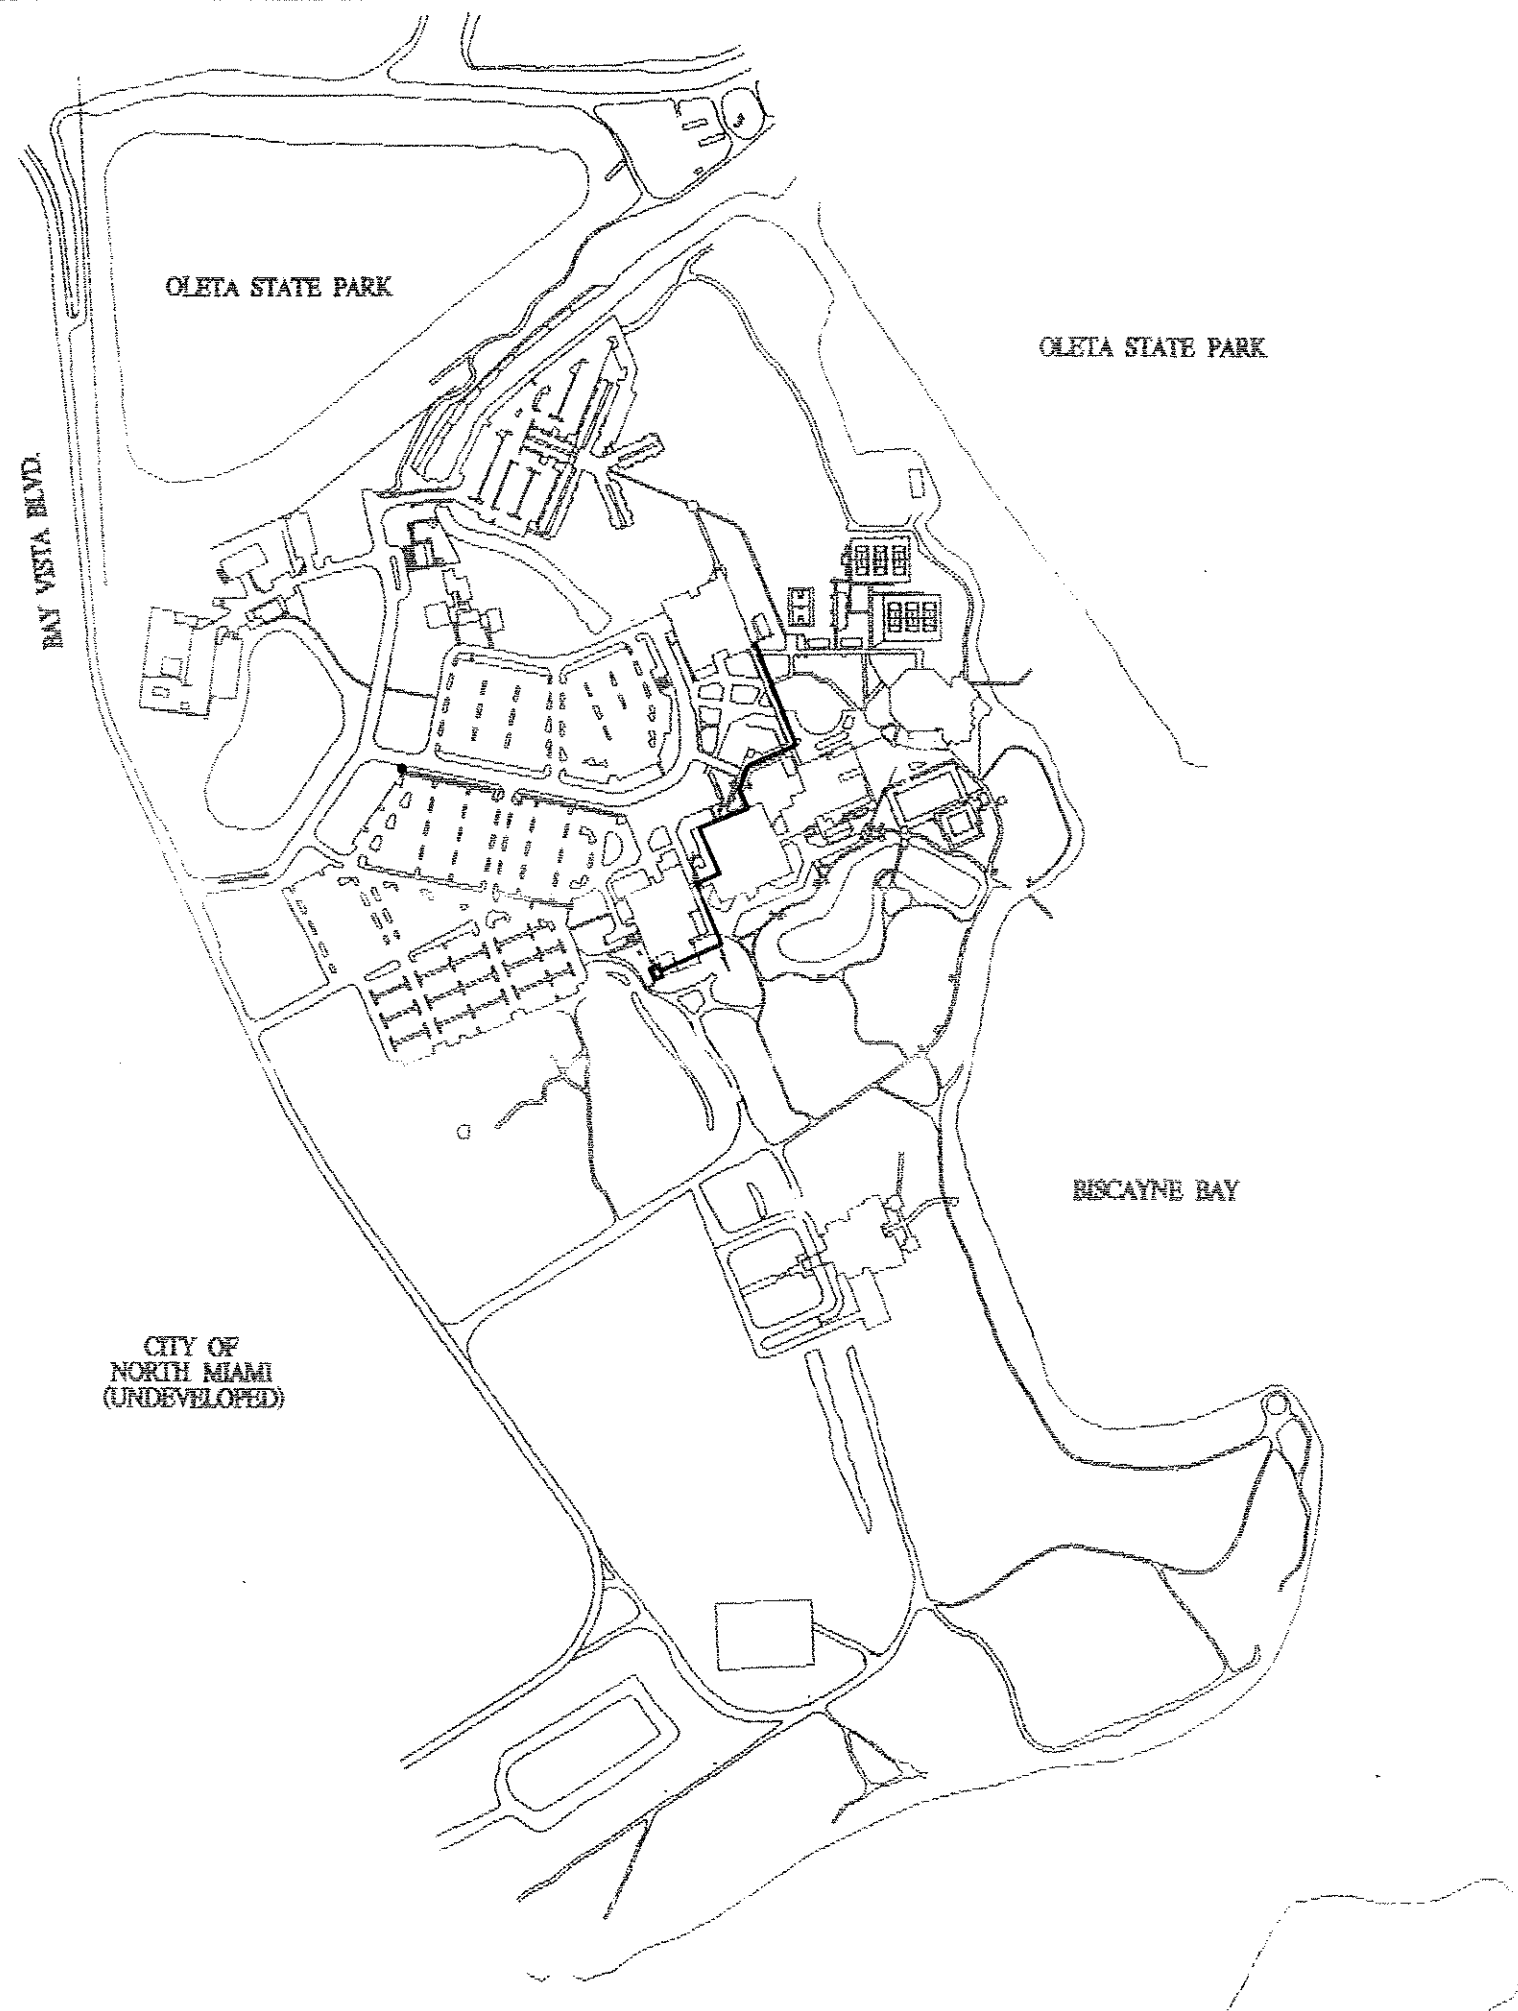 OLETA STATE PARK
OLETA STATE PARK
BAY VISTA BLVD.
BISCAYNE BAY
CITY OF
NORTH MIAMI
(UNDEVELOPED)